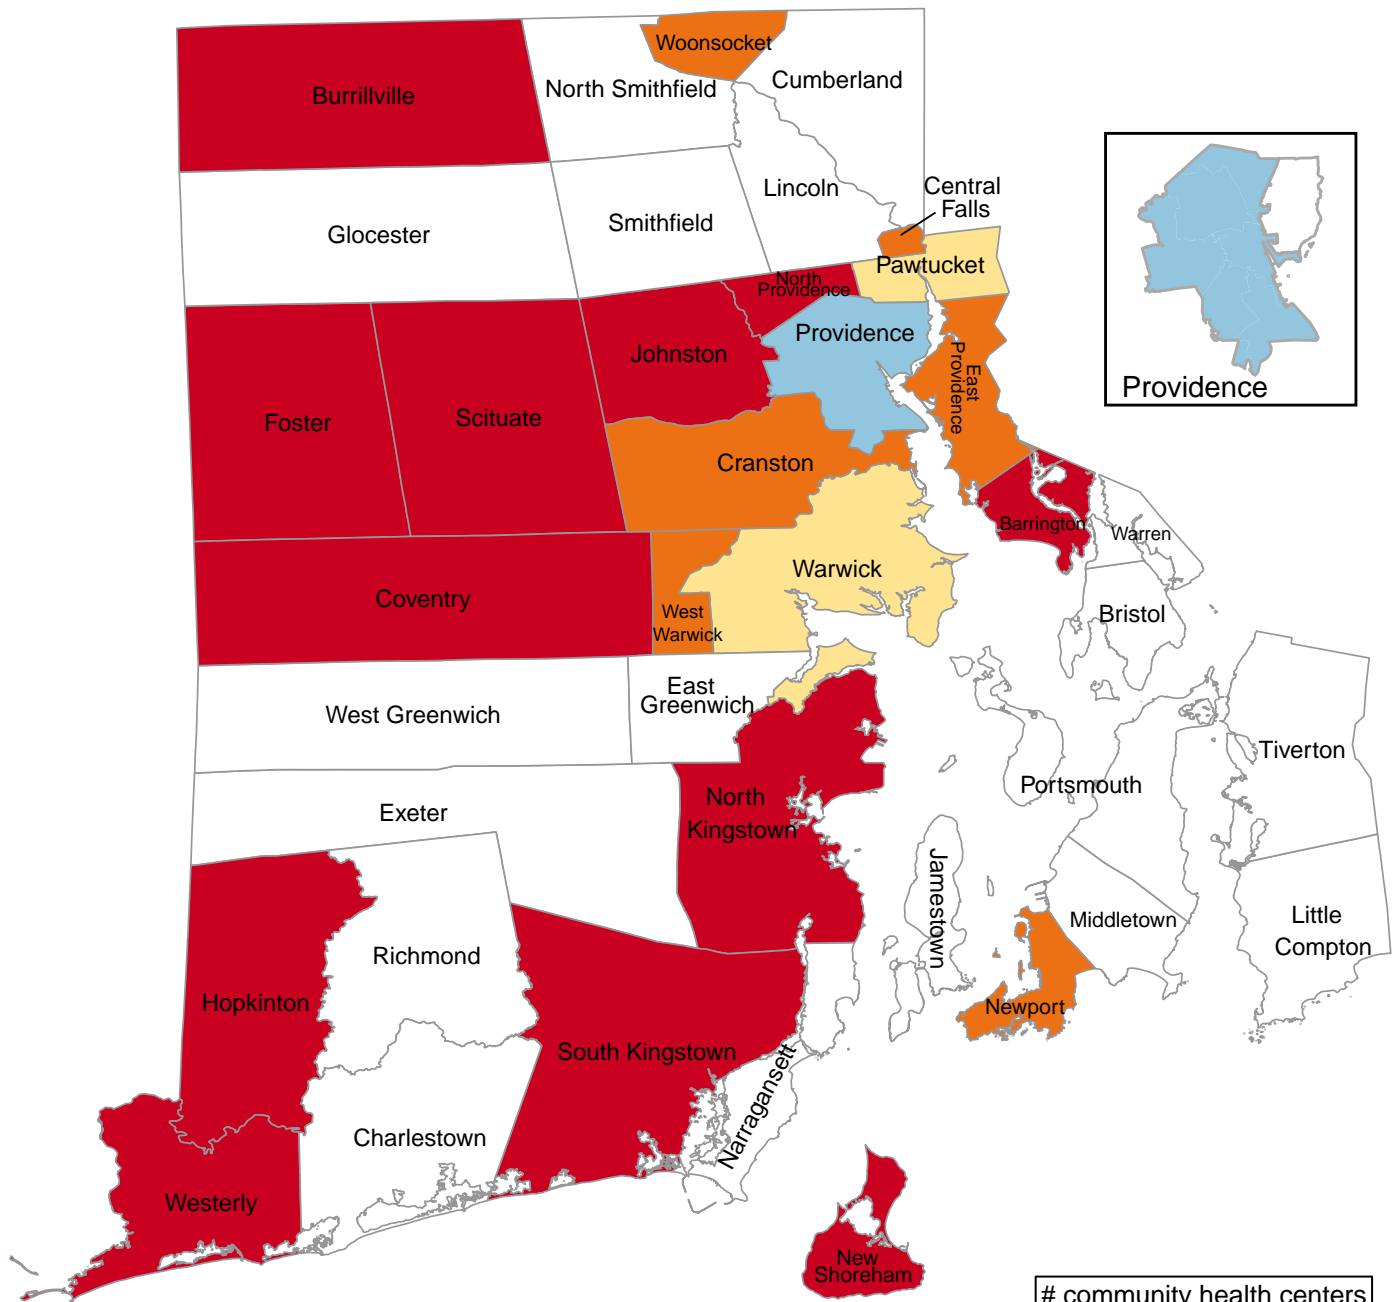 Woonsocket
Burrillville
North Smithfield
Cumberland
Lincoln
Central
Falls
Glocester
Smithfield
Pawtucket
North
Providence
Providence
Johnston
East
Providence
Foster
Scituate
Cranston
Barrington
Warren
Coventry
West
Warwick
Warwick
Bristol
West Greenwich
East
Greenwich
Tiverton
Portsmouth
Exeter
North
Kingstown
Jamestown
Middletown
Little
Compton
Richmond
Hopkinton
Newport
South Kingstown
Narragansett
Charlestown
Westerly
New
Shoreham
Providence
# community health centers